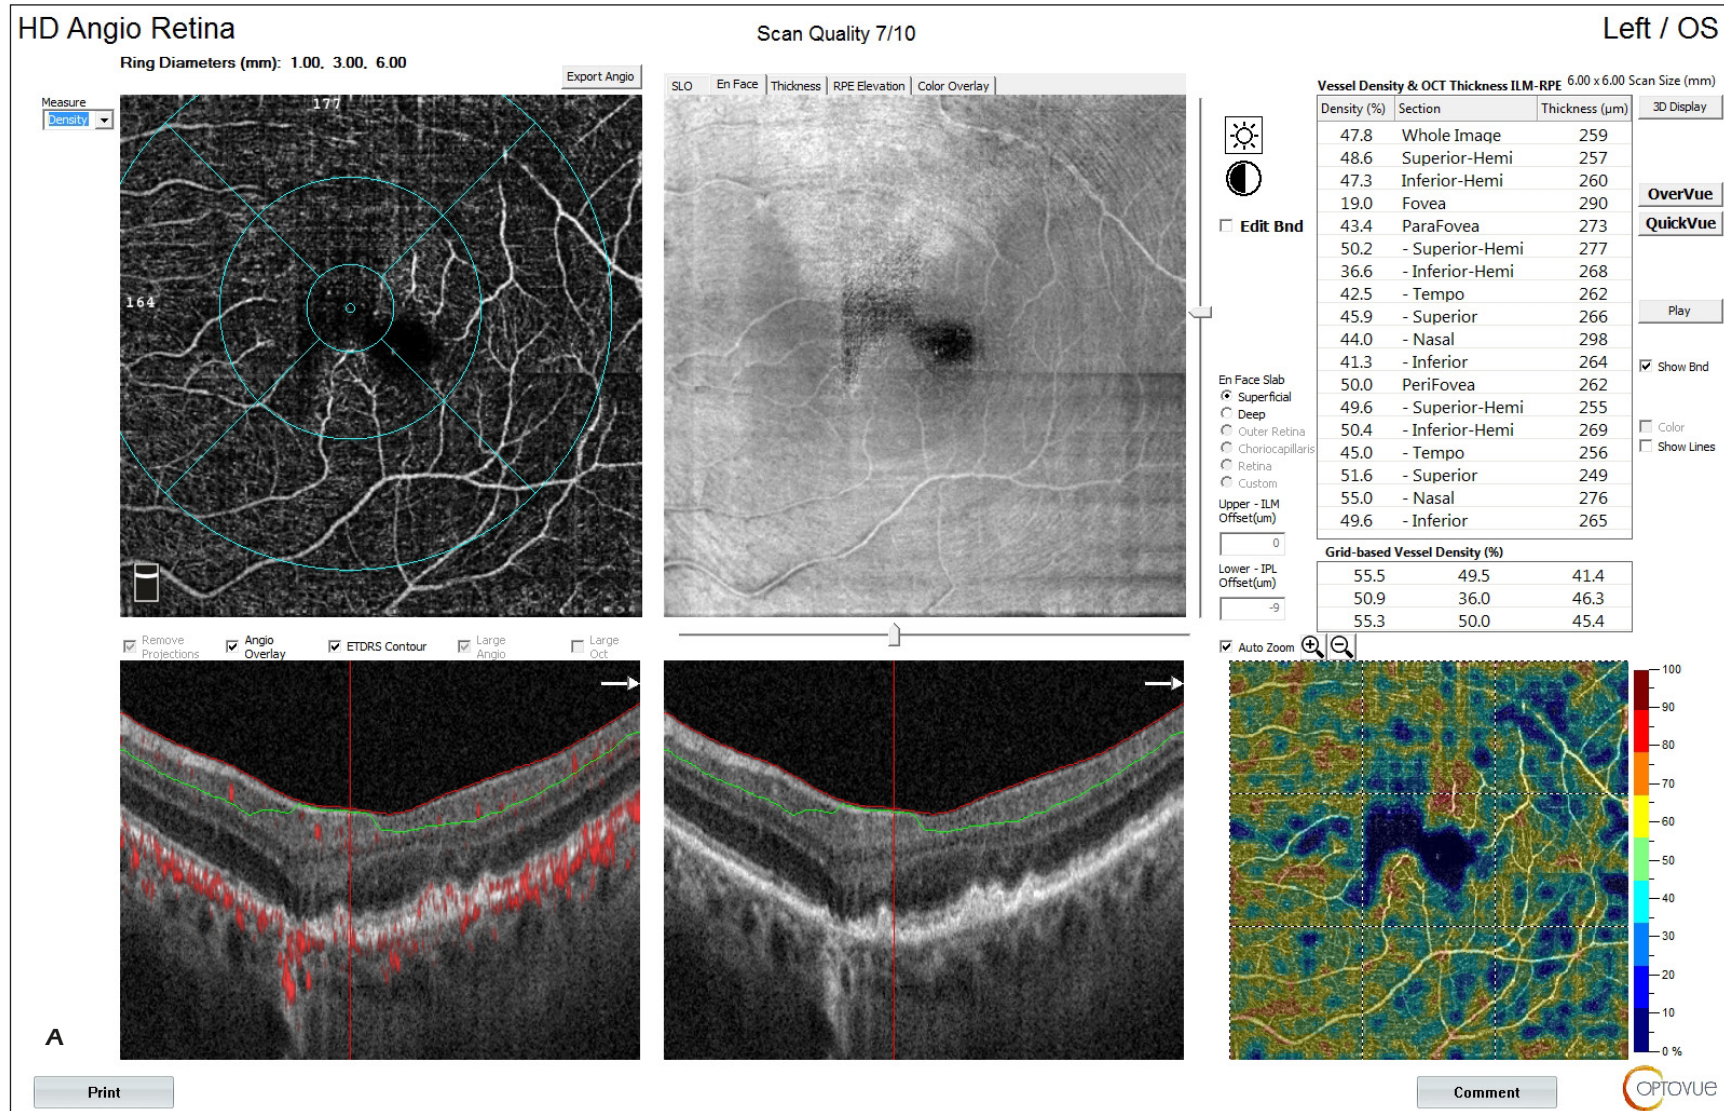 HD Angio Retina
Scan Quality 7/10
Left / OS
Ring Diameters (mm): 1.00, 3.00, 6.00
Export Angio
Measure
Density
177
164
SLO
En Face
Thickness
RPE Elevation
Color Overlay
Edit Bnd
En Face Slab
Superficial
Deep
Outer Retina
Choriocapillaris
Retina
Custom
Upper - ILM
Offset(um)
0
Lower - IPL
Offset(um)
-9
Vessel Density & OCT Thickness ILM-RPE 6.00 x 6.00 Scan Size (mm)
Density (%) Section Thickness (µm)
47.8 Whole Image 259
48.6 Superior-Hemi 257
47.3 Inferior-Hemi 260
19.0 Fovea 290
43.4 ParaFovea 273
50.2 - Superior-Hemi 277
36.6 - Inferior-Hemi 268
42.5 - Tempo 262
45.9 - Superior 266
44.0 - Nasal 298
41.3 - Inferior 264
50.0 PeriFovea 262
49.6 - Superior-Hemi 255
50.4 - Inferior-Hemi 269
45.0 - Tempo 256
51.6 - Superior 249
55.0 - Nasal 276
49.6 - Inferior 265
Grid-based Vessel Density (%)
55.5 49.5 41.4
50.9 36.0 46.3
55.3 50.0 45.4
3D Display
OverVue
QuickVue
Play
Show Bnd
Color
Show Lines
Remove
Projections
Angio
Overlay
ETDRS Contour
Large
Angio
Large
Oct
Auto Zoom
100
90
80
70
60
50
40
30
20
10
0 %
A
Print
Comment
OPTOVUE